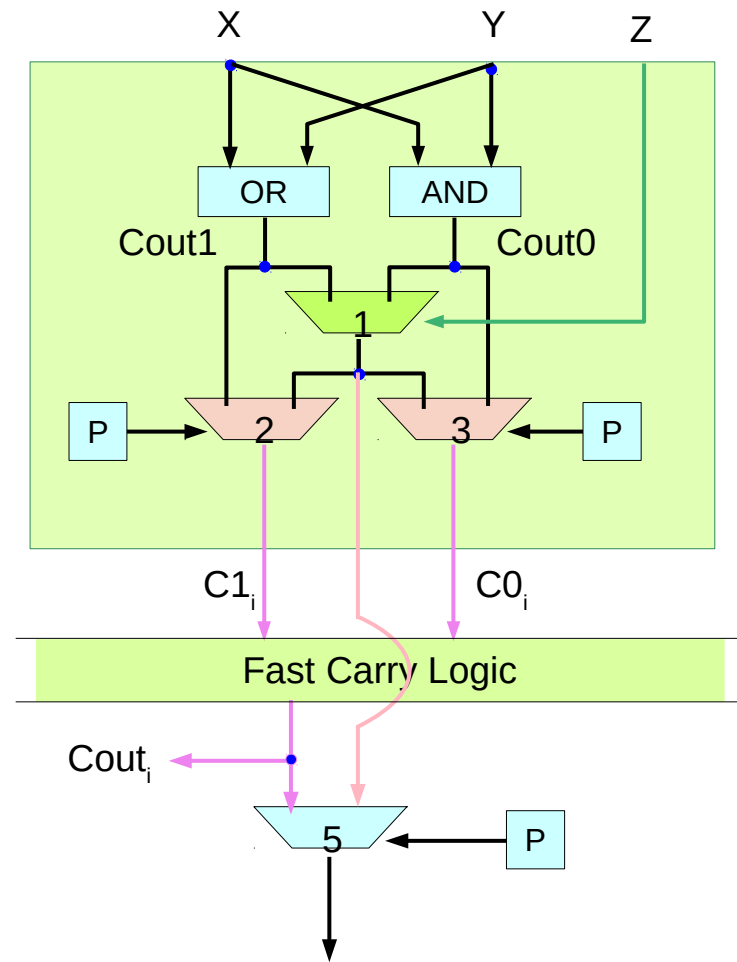 X Y Z
OR AND
Cout1 Cout0
1
P 2 3 P
C1i C0i
Fast Carry Logic
Couti
5 P